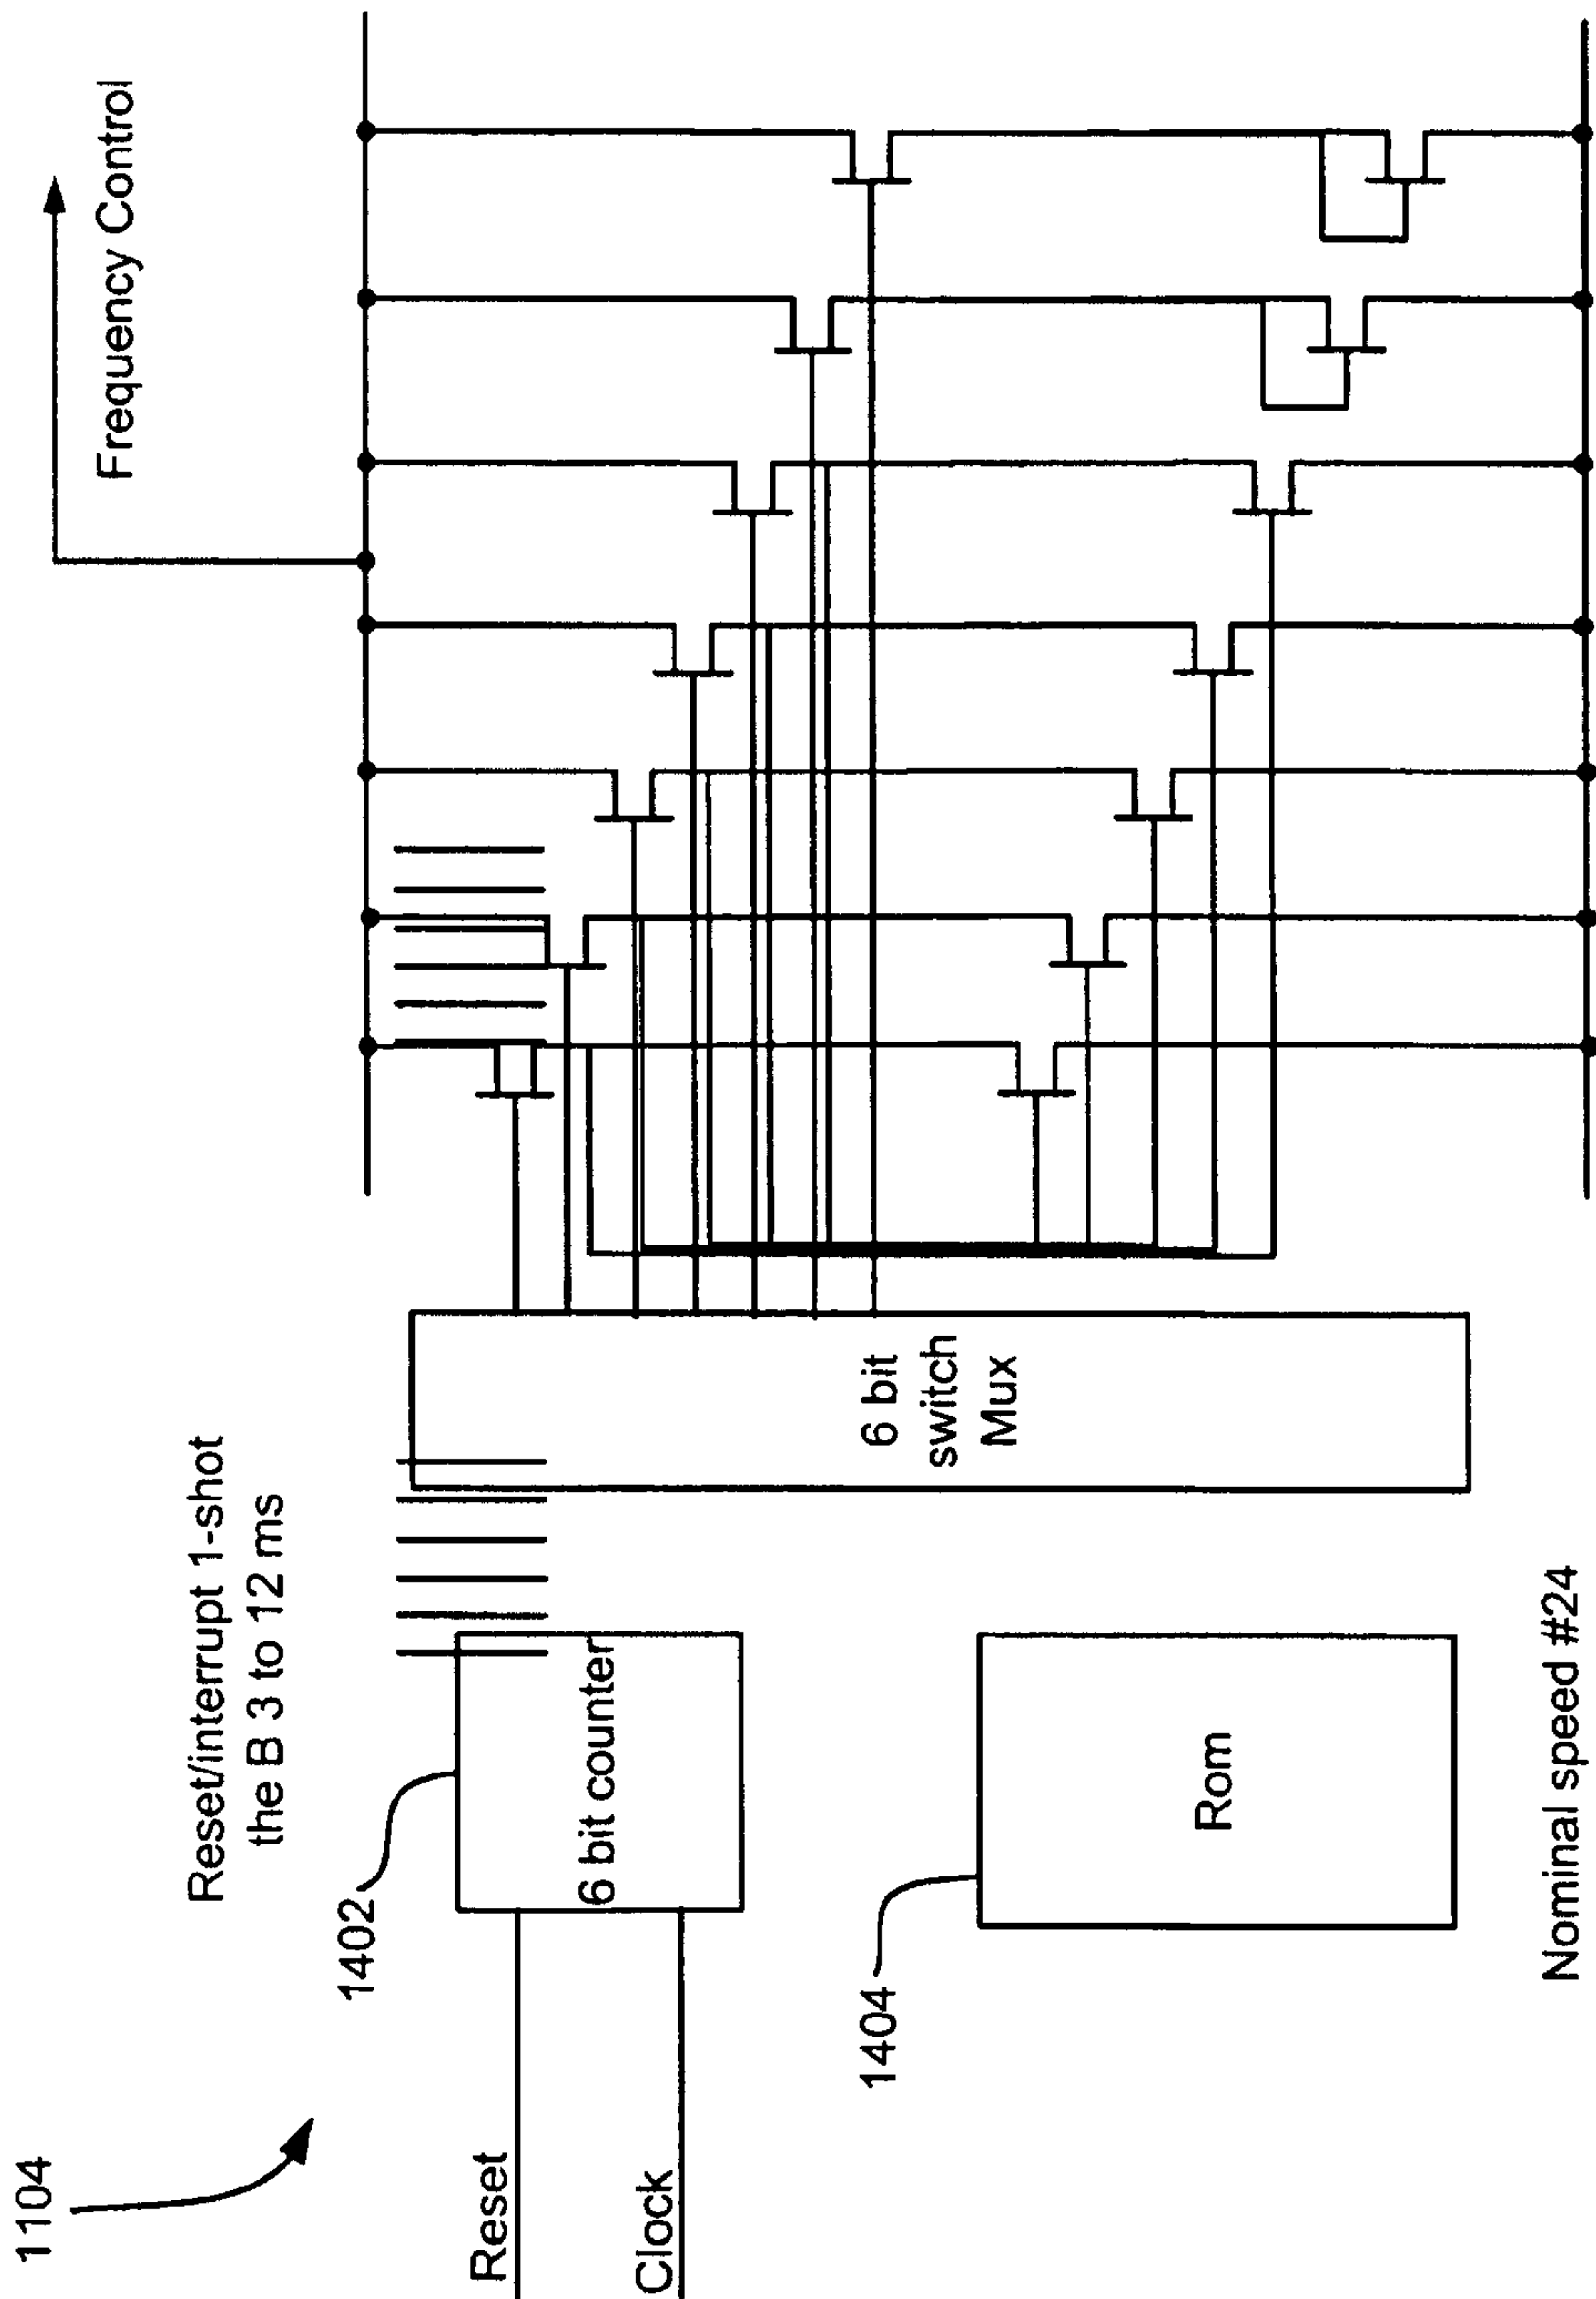 1104
Reset/interrupt 1-shot
the B 3 to 12 ms
Frequency Control
1402
Reset
Clock
6 bit counter
6 bit
switch
Mux
1404
Rom
Nominal speed #24